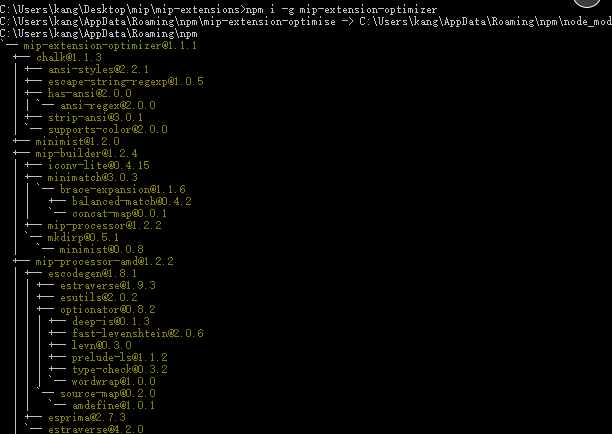 C:\Users\kang\Desktop\mip\mip-extensions>npm i -g mip-extension-optimizer
C:\Users\kang\AppData\Roaming\npm\mip-extension-optimise -> C:\Users\kang\AppData\Roaming\npm\node_mod
C:\Users\kang\AppData\Roaming\npm
`-- mip-extension-optimizer@1.1.1
  +-- chalk@1.1.3
  | +-- ansi-styles@2.2.1
  | +-- escape-string-regexp@1.0.5
  | +-- has-ansi@2.0.0
  | | `-- ansi-regex@2.0.0
  | +-- strip-ansi@3.0.1
  | `-- supports-color@2.0.0
  +-- minimist@1.2.0
  +-- mip-builder@1.2.4
  | +-- iconv-lite@0.4.15
  | +-- minimatch@3.0.3
  | | `-- brace-expansion@1.1.6
  | |   +-- balanced-match@0.4.2
  | |   `-- concat-map@0.0.1
  | +-- mip-processor@1.2.2
  | `-- mkdirp@0.5.1
  |   `-- minimist@0.0.8
  +-- mip-processor-amd@1.2.2
  | +-- escodegen@1.8.1
  | | +-- estraverse@1.9.3
  | | +-- esutils@2.0.2
  | | +-- optionator@0.8.2
  | | | +-- deep-is@0.1.3
  | | | +-- fast-levenshtein@2.0.6
  | | | +-- levn@0.3.0
  | | | +-- prelude-ls@1.1.2
  | | | +-- type-check@0.3.2
  | | | `-- wordwrap@1.0.0
  | | `-- source-map@0.2.0
  | |   `-- amdefine@1.0.1
  | +-- esprima@2.7.3
  | `-- estraverse@4.2.0